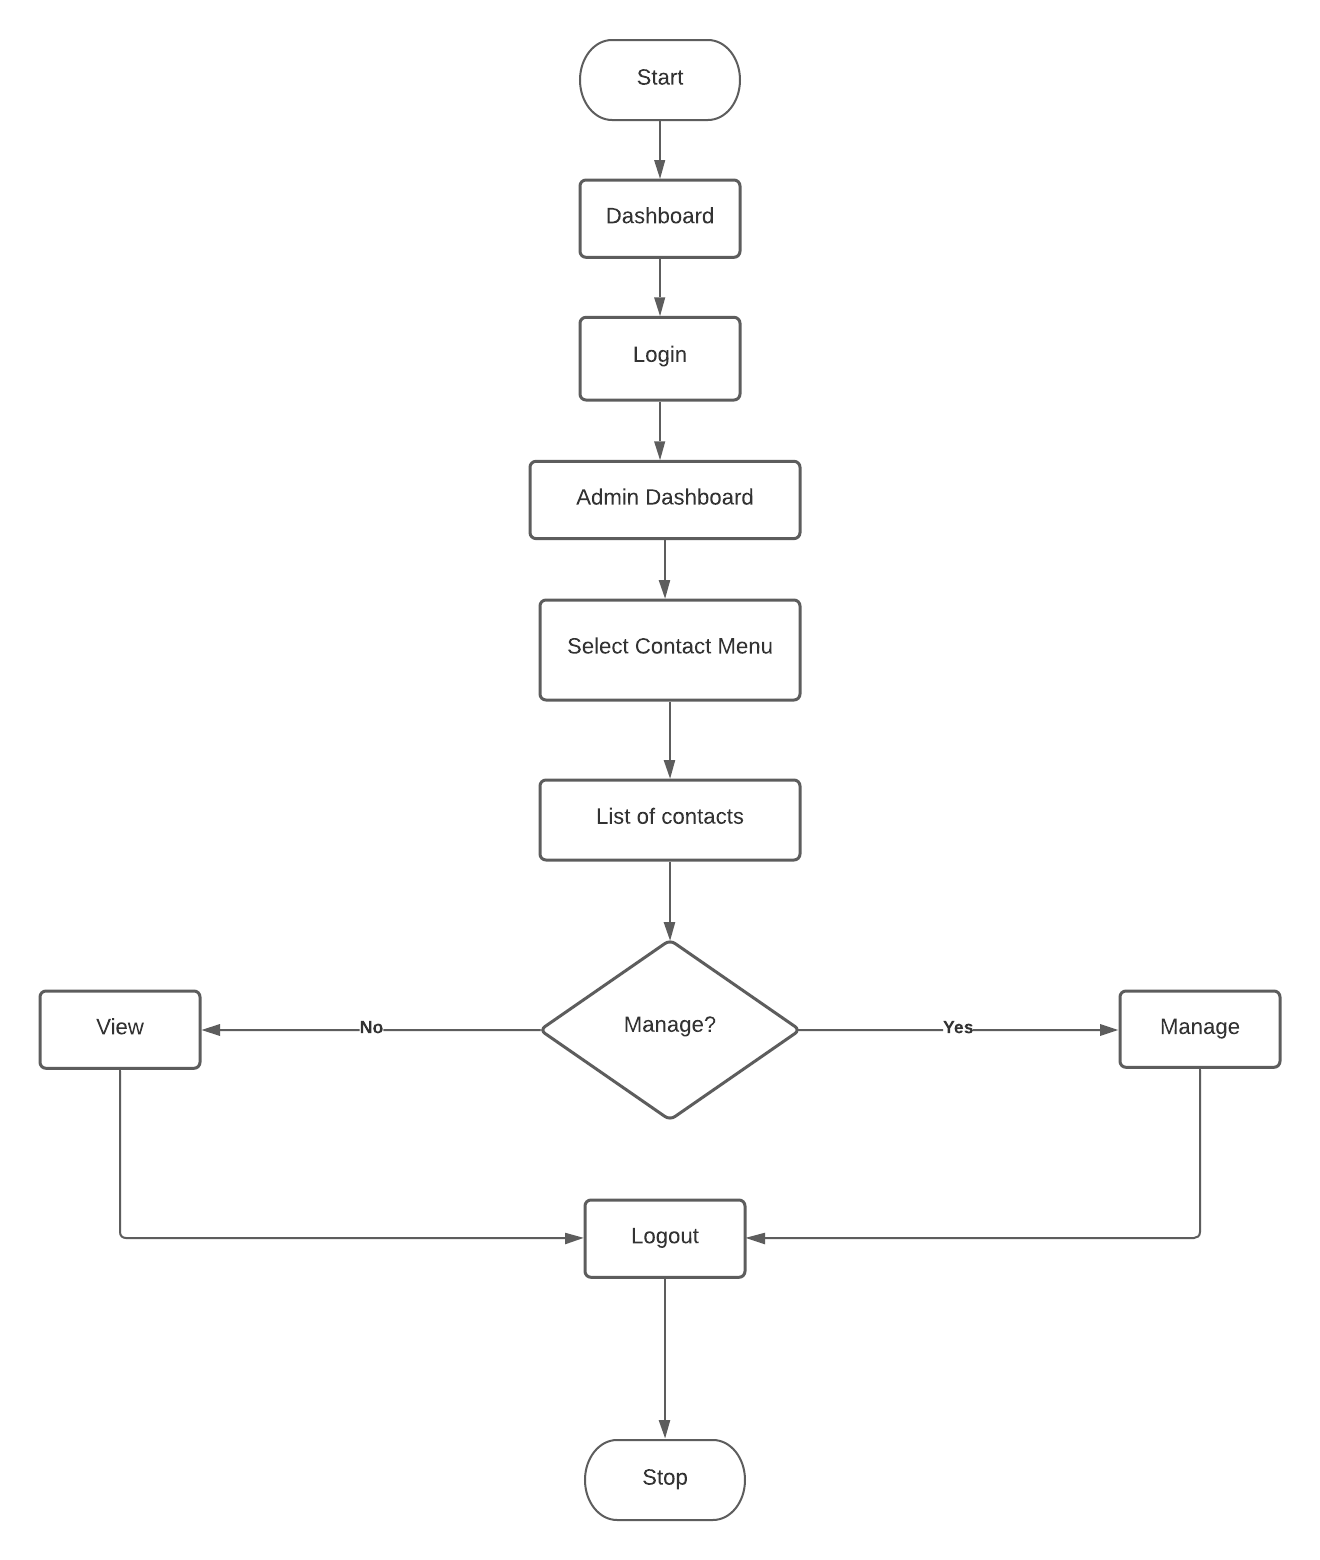 Start
Dashboard
Login
Admin Dashboard
Select Contact Menu
List of contacts
Manage?
No
Yes
View
Manage
Logout
Stop